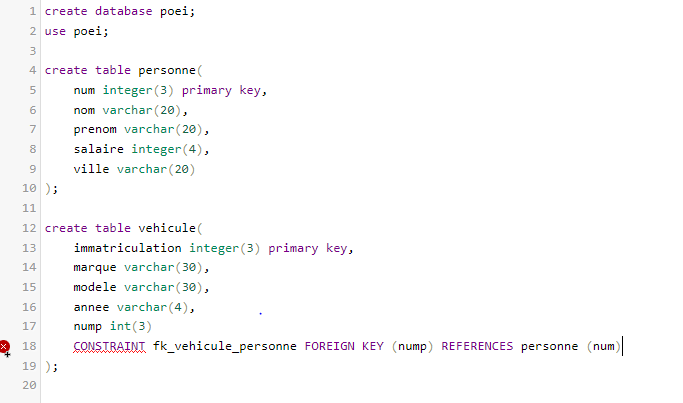 1 create database poei;
2 use poei;
3
4 create table personne(
5     num integer(3) primary key,
6     nom varchar(20),
7     prenom varchar(20),
8     salaire integer(4),
9     ville varchar(20)
10 );
11
12 create table vehicule(
13     immatriculation integer(3) primary key,
14     marque varchar(30),
15     modele varchar(30),
16     annee varchar(4),
17     nump int(3)
18     CONSTRAINT fk_vehicule_personne FOREIGN KEY (nump) REFERENCES personne (num)
19 );
20